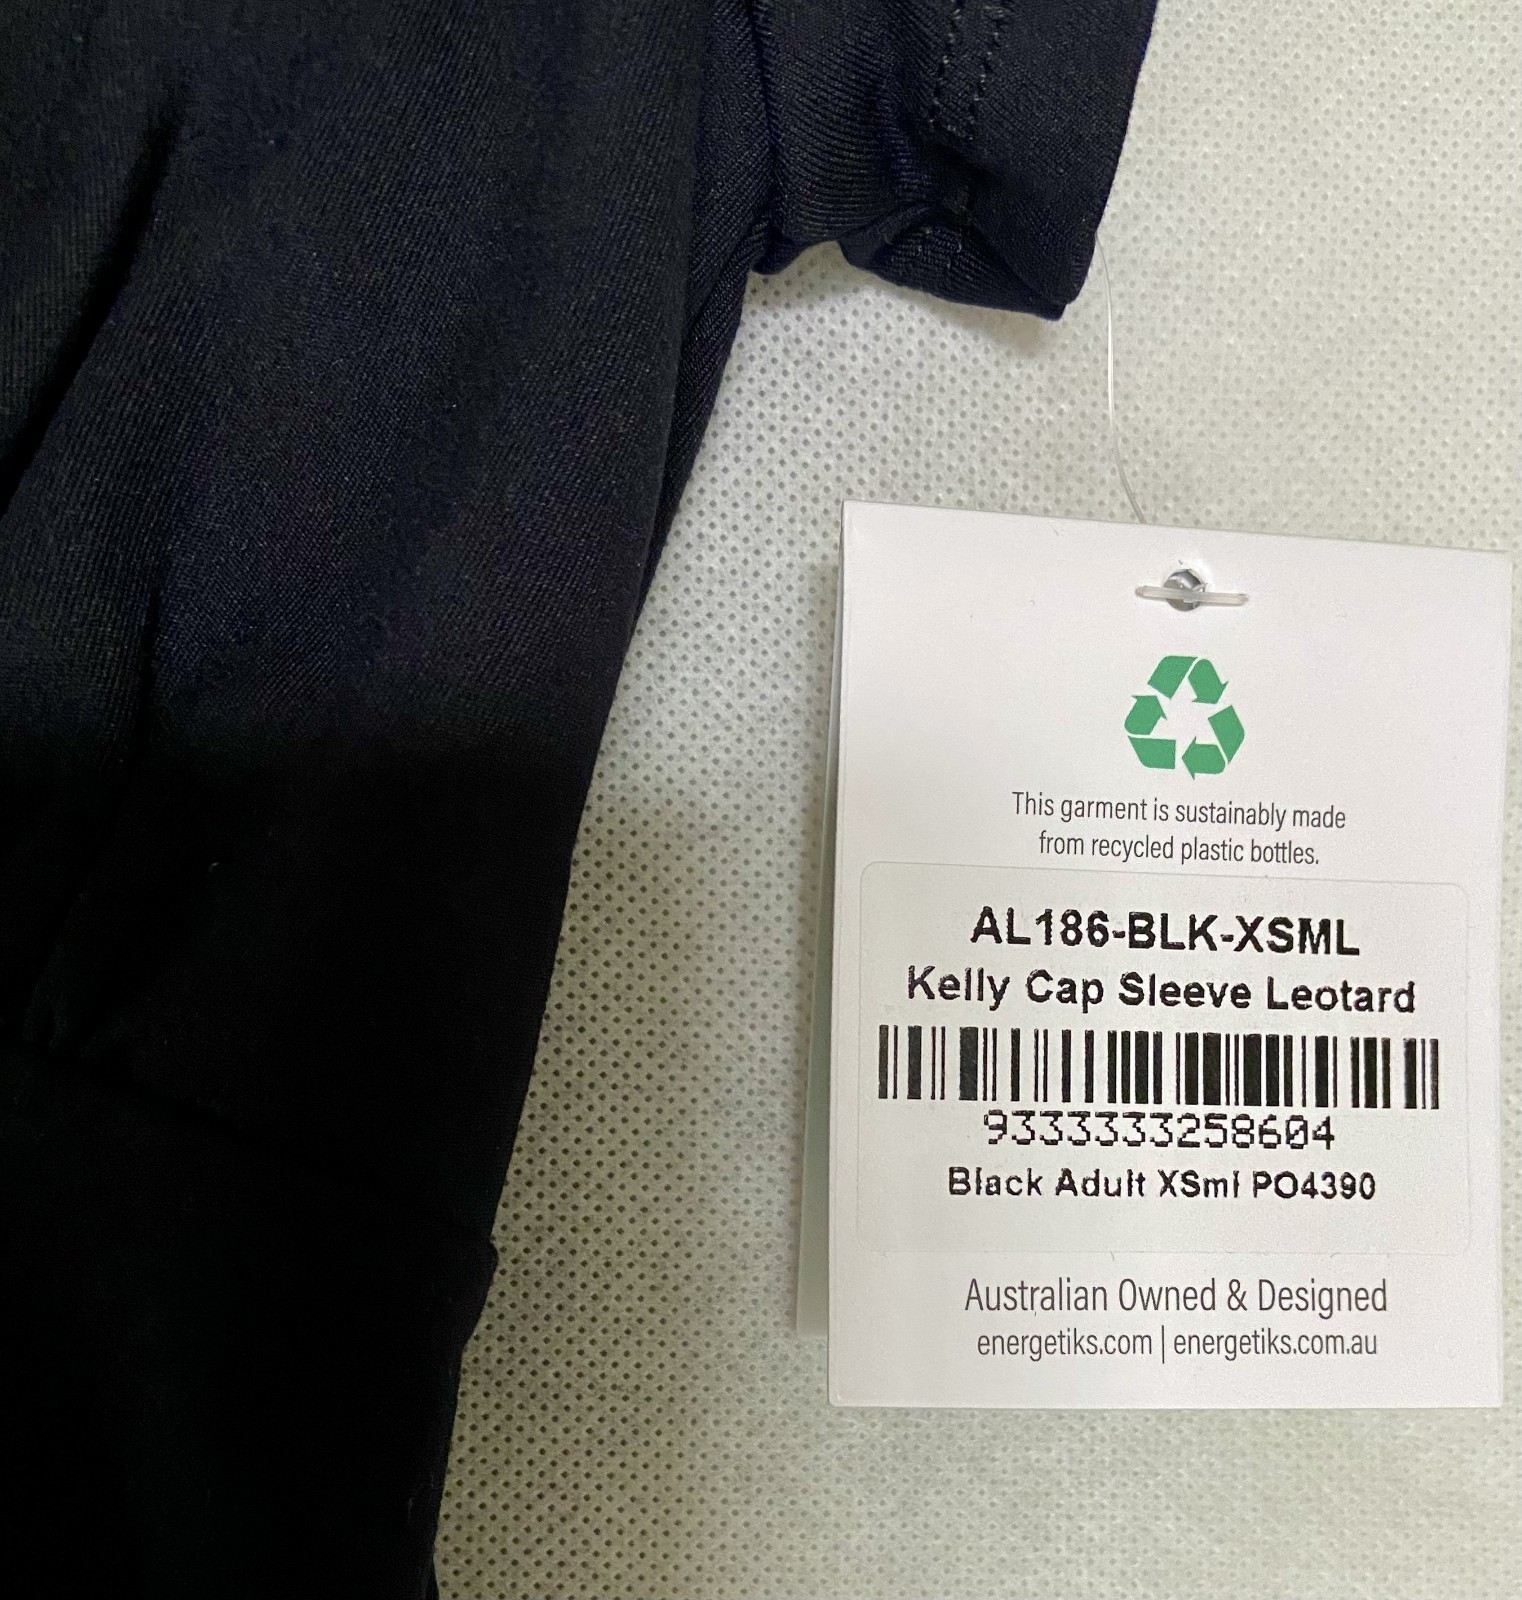 This garment is sustainably made
from recycled plastic bottles.
AL186-BLK-XSML
Kelly Cap Sleeve Leotard
9333333258604
Black Adult XSml PO4390
Australian Owned & Designed
energetiks.com | energetiks.com.au